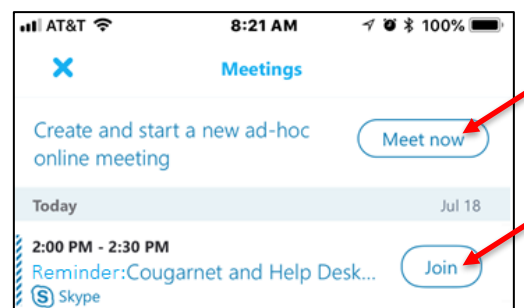 AT&T 8:21 AM 100%
Meetings
Create and start a new ad-hoc
online meeting
Meet now
Today Jul 18
2:00 PM - 2:30 PM
Reminder:Cougarnet and Help Desk...
Join
S Skype